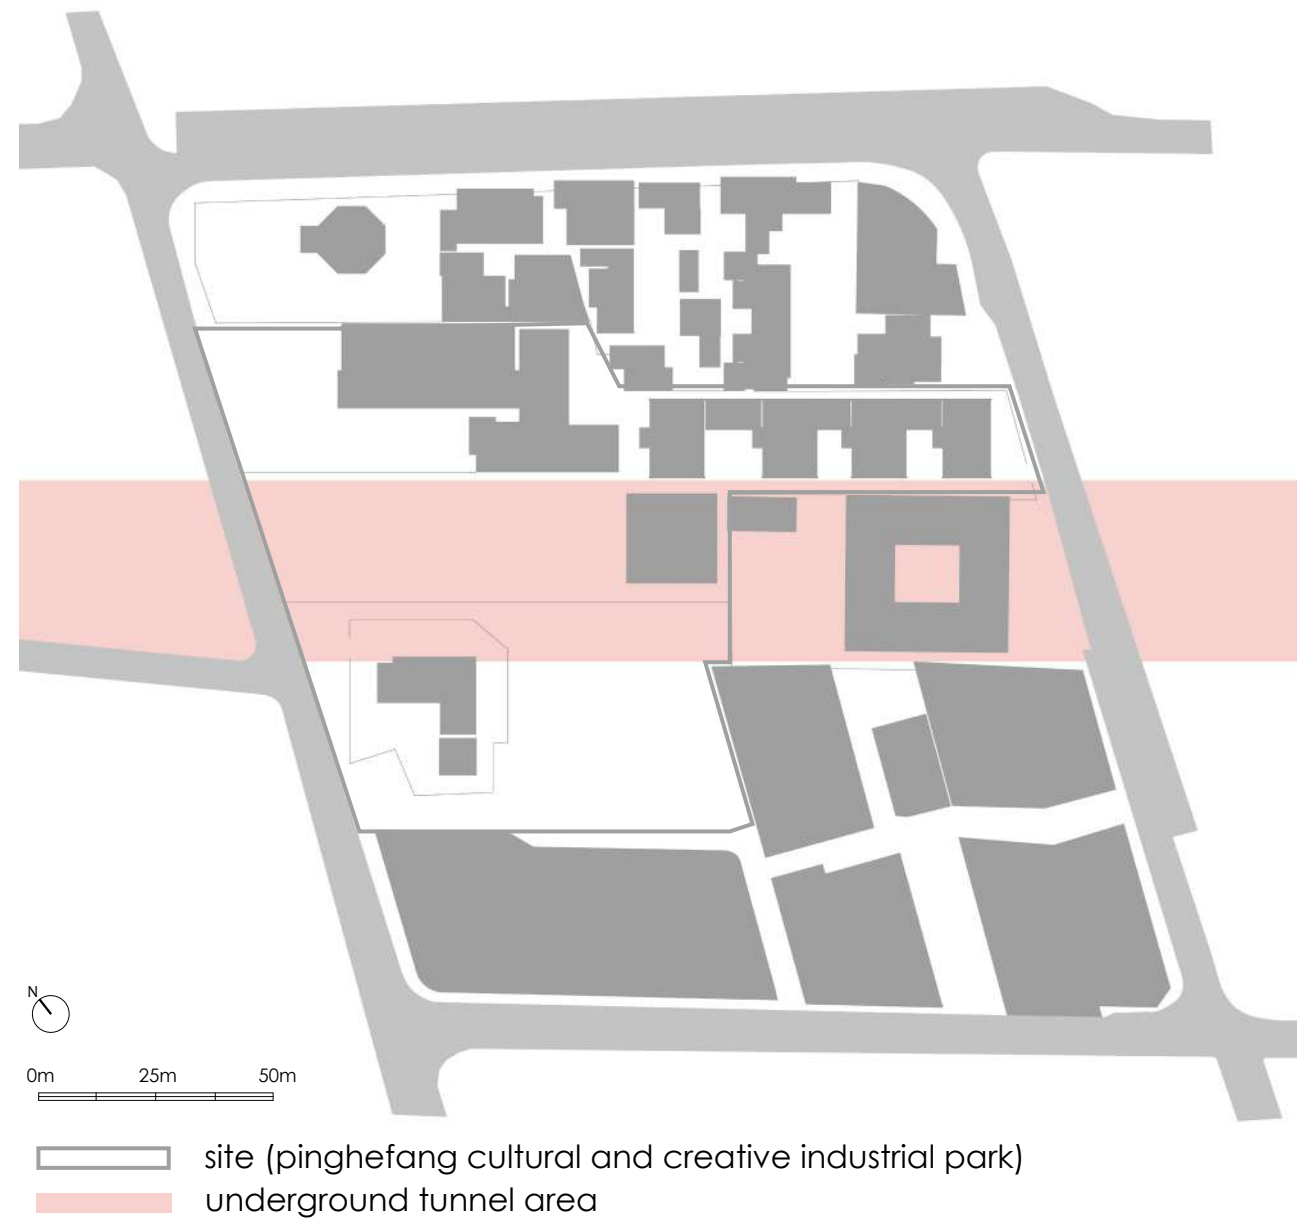 N
0m 25m 50m
site (pinghefang cultural and creative industrial park)
underground tunnel area